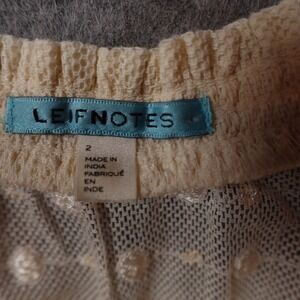 LEIFNOTES
2
MADE IN
INDIA
FABRIQUÉ
EN
INDE